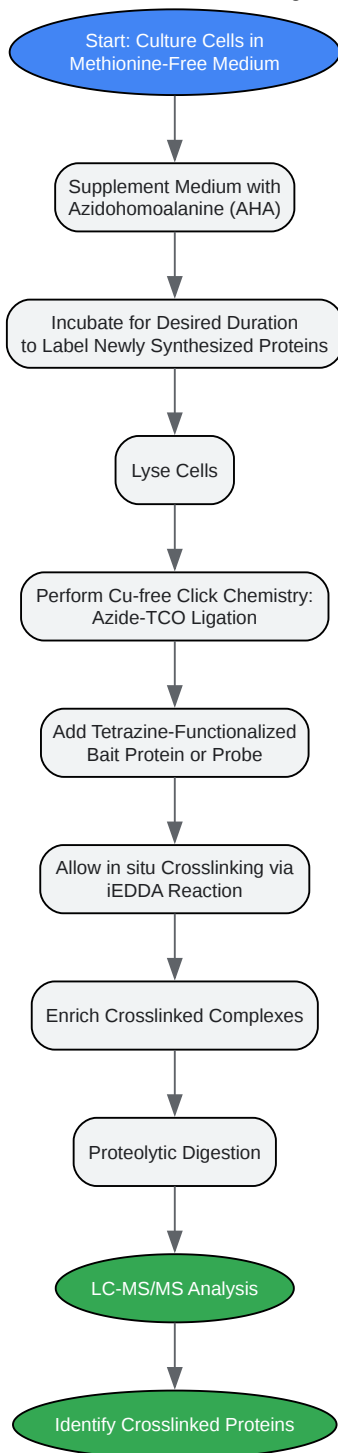 Start: Culture Cells in
Methionine-Free Medium
Supplement Medium with
Azidohomoalanine (AHA)
Incubate for Desired Duration
to Label Newly Synthesized Proteins
Lyse Cells
Perform Cu-free Click Chemistry:
Azide-TCO Ligation
Add Tetrazine-Functionalized
Bait Protein or Probe
Allow in situ Crosslinking via
iEDDA Reaction
Enrich Crosslinked Complexes
Proteolytic Digestion
LC-MS/MS Analysis
Identify Crosslinked Proteins